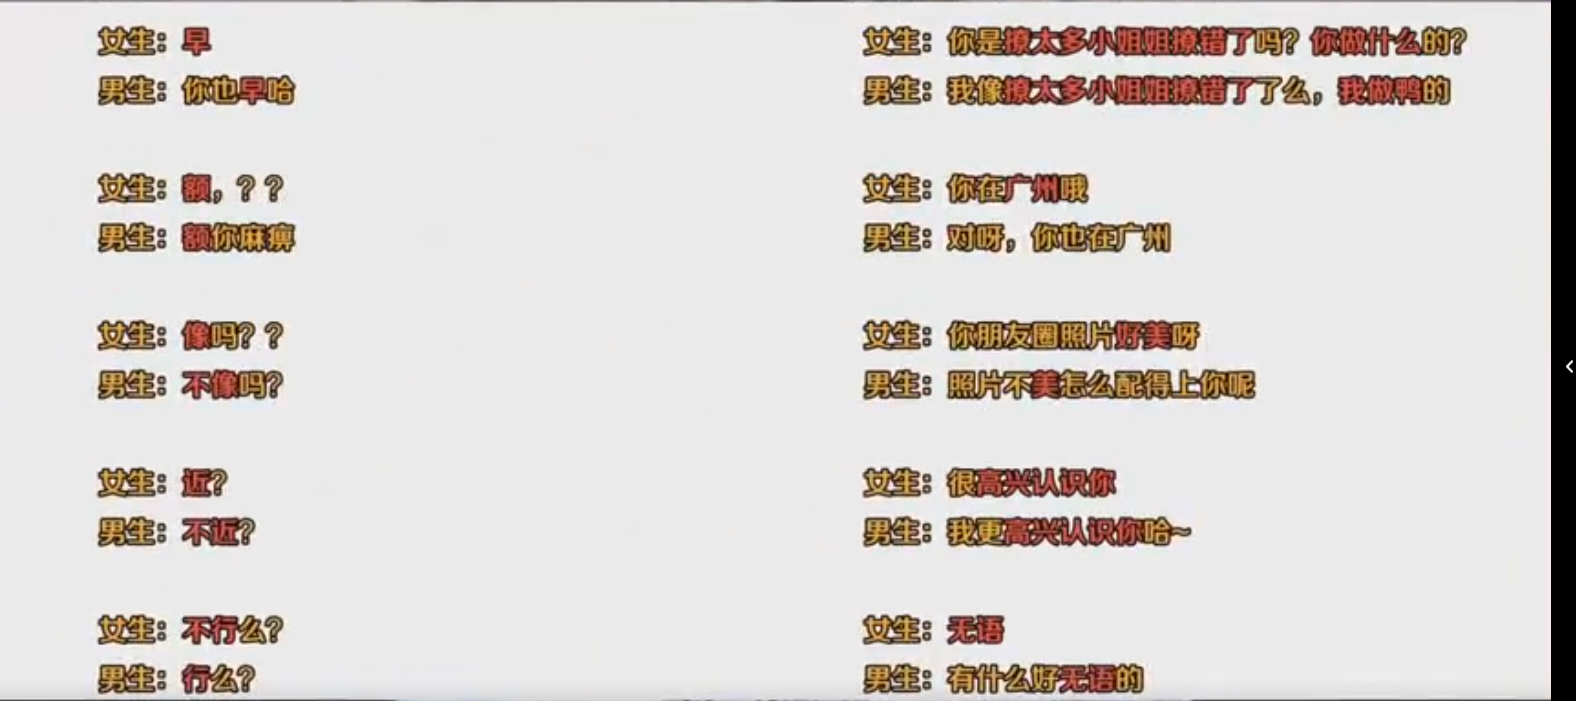 女生：早
男生：你也早哈
女生：额，？？
男生：额你麻痹
女生：像吗？？
男生：不像吗？
女生：近？
男生：不近？
女生：不行么？
男生：行么？
女生：你是撩太多小姐姐撩错了吗？你做什么的？
男生：我像撩太多小姐姐撩错了了么，我做鸭的
女生：你在广州哦
男生：对呀，你也在广州
女生：你朋友圈照片好美呀
男生：照片不美怎么配得上你呢
女生：很高兴认识你
男生：我更高兴认识你哈~
女生：无语
男生：有什么好无语的